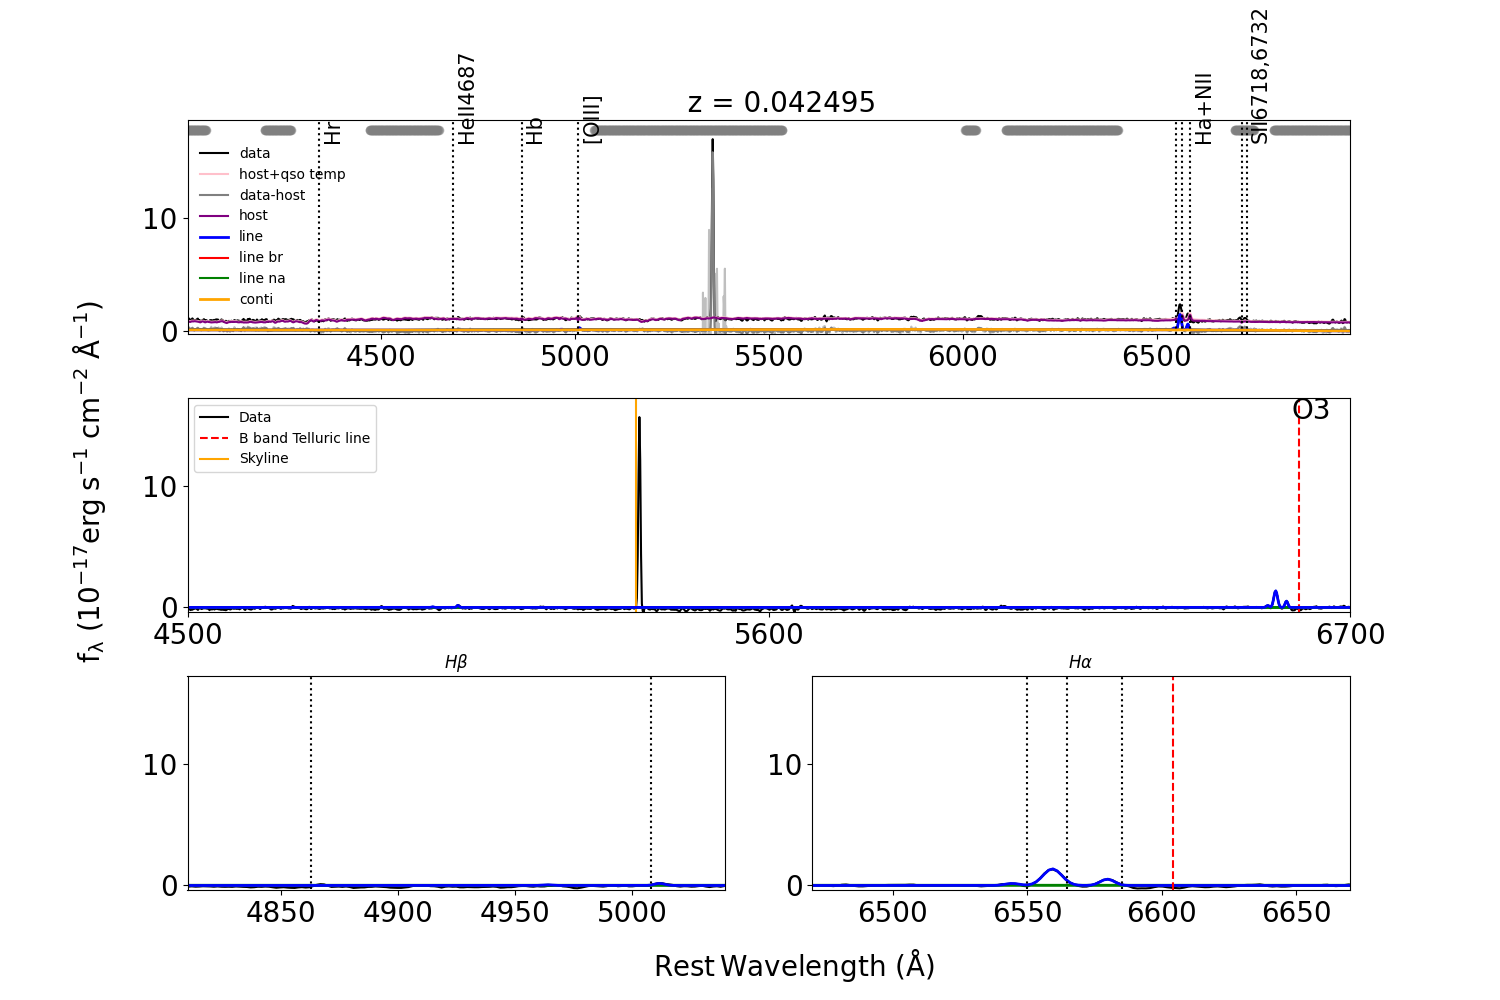 z = 0.042495
Hr
HeII4687
Hb
[OIII]
Ha+NII
SII6718,6732
data
host+qso temp
data-host
host
line
line br
line na
conti
10
0
4500 5000 5500 6000 6500
Data
B band Telluric line
Skyline
O3
10
0
4500 5600 6700
fλ (10−17erg s−1 cm−2 Å−1)
Hβ
Hα
10
0
4850 4900 4950 5000
10
0
6500 6550 6600 6650
Rest Wavelength (Å)